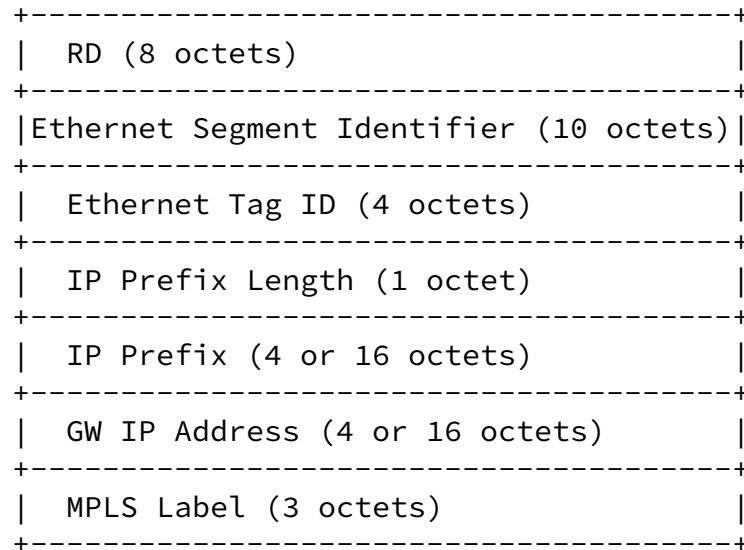 RD (8 octets)
Ethernet Segment Identifier (10 octets)
Ethernet Tag ID (4 octets)
IP Prefix Length (1 octet)
IP Prefix (4 or 16 octets)
GW IP Address (4 or 16 octets)
MPLS Label (3 octets)